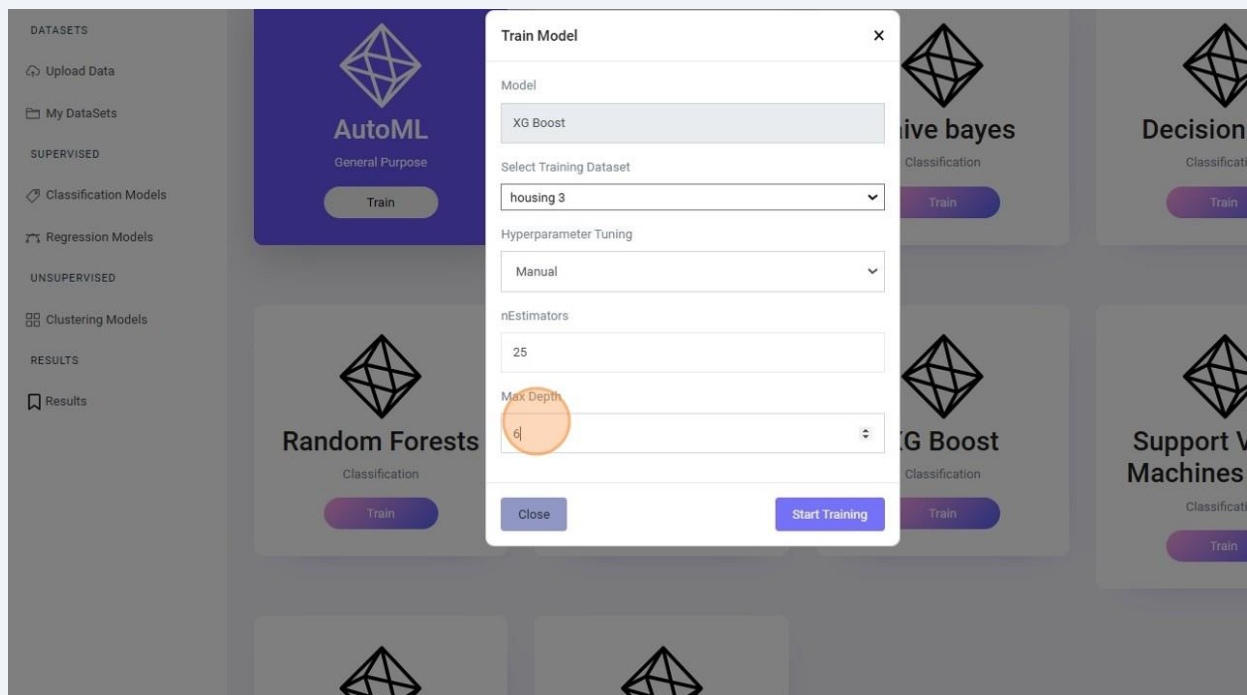 DATASETS
Upload Data
My DataSets
SUPERVISED
Classification Models
Regression Models
UNSUPERVISED
Clustering Models
RESULTS
Results
AutoML
General Purpose
Train
Train Model
×
Model
XG Boost
Select Training Dataset
housing 3
Hyperparameter Tuning
Manual
nEstimators
25
Max Depth
6
Close
Start Training
ive bayes
Classification
Train
Decision
Classificati
Train
Random Forests
Classification
Train
G Boost
Classification
Train
Support V
Machines
Classificati
Train